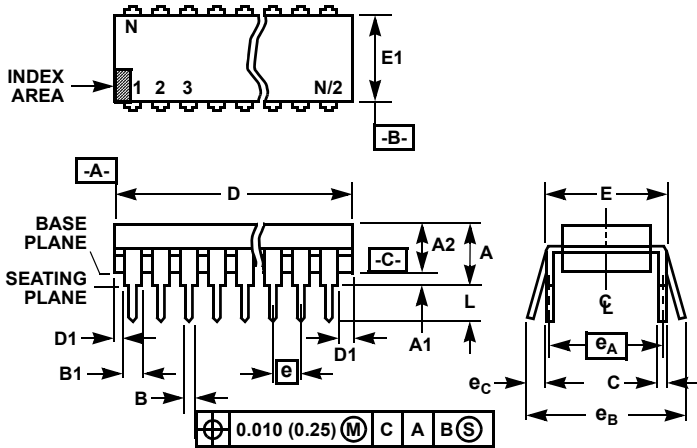 N
E1
INDEX
AREA
1 2 3 N/2
-B-
-A-
D
E
BASE
PLANE
A2
A
-C-
SEATING
PLANE
L
D1
A1
D1
eA
B1
e
eC
C
B
eB
0.010 (0.25) Ⓜ C A B Ⓢ